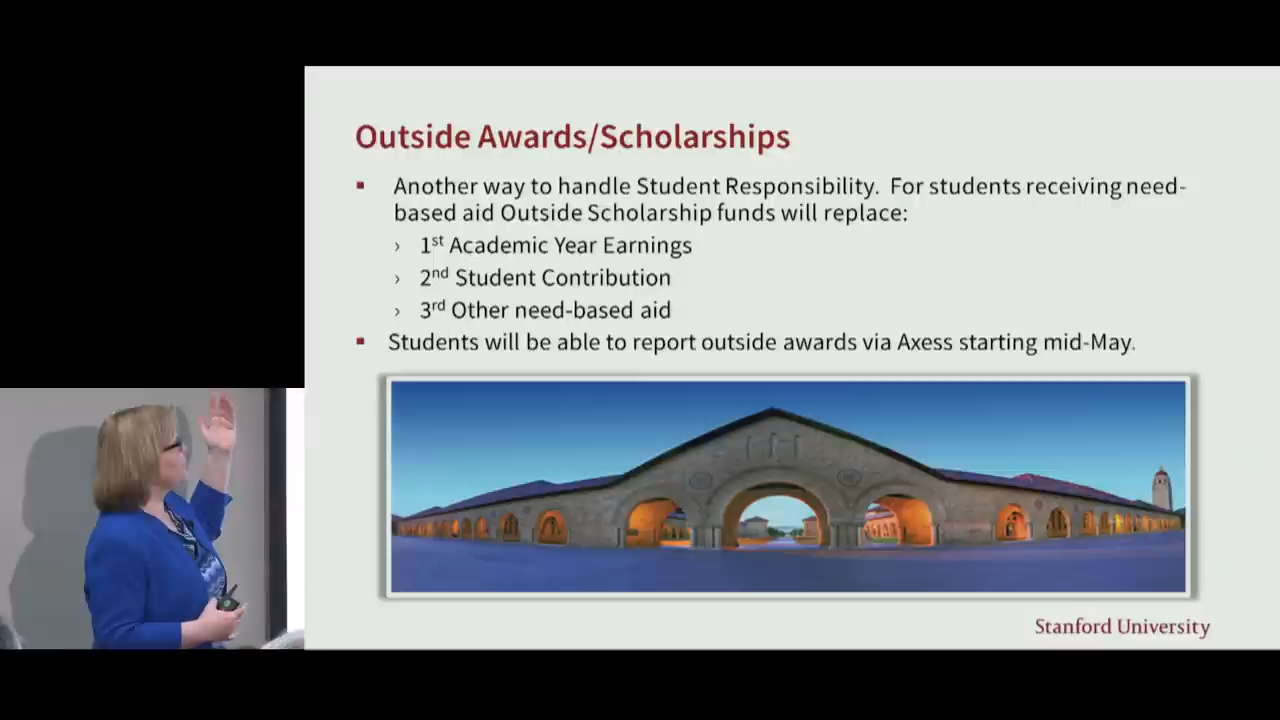 Outside Awards/Scholarships
▪ Another way to handle Student Responsibility. For students receiving need-
based aid Outside Scholarship funds will replace:
› 1st Academic Year Earnings
› 2nd Student Contribution
› 3rd Other need-based aid
▪ Students will be able to report outside awards via Axess starting mid-May.
Stanford University